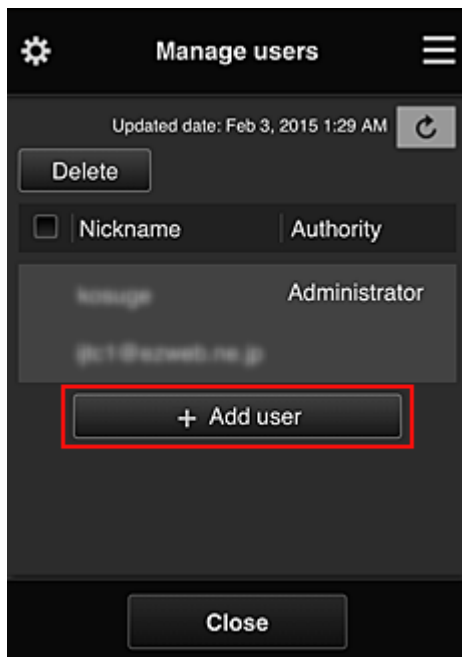 Manage users
Updated date: Feb 3, 2015 1:29 AM
Delete
Nickname Authority
Administrator
+ Add user
Close